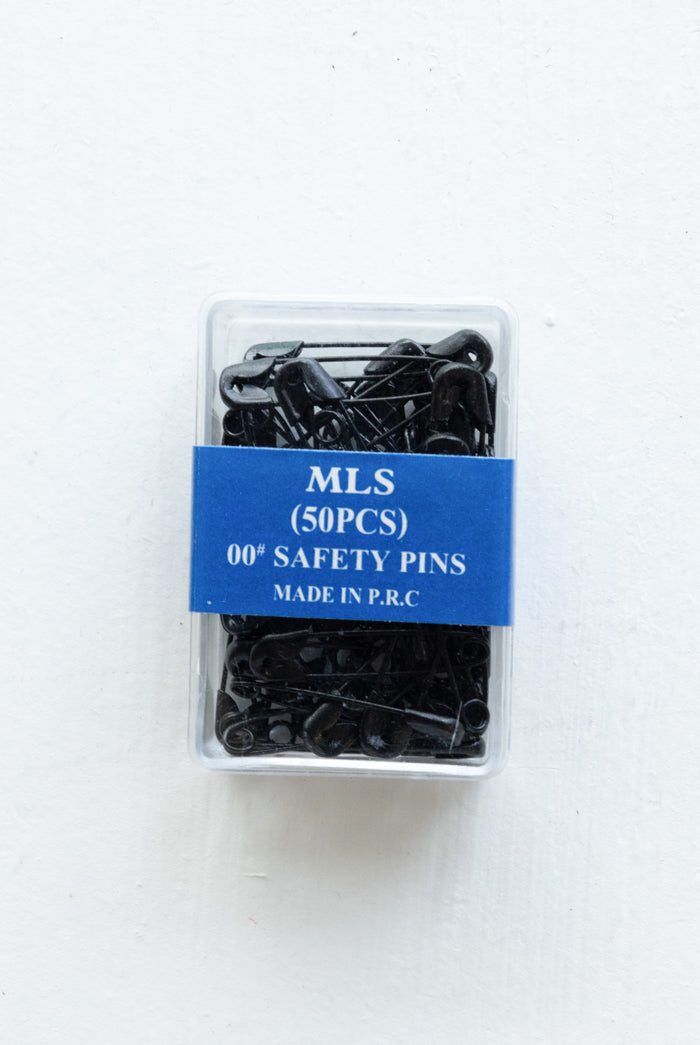 MLS
(50PCS)
00# SAFETY PINS
MADE IN P.R.C